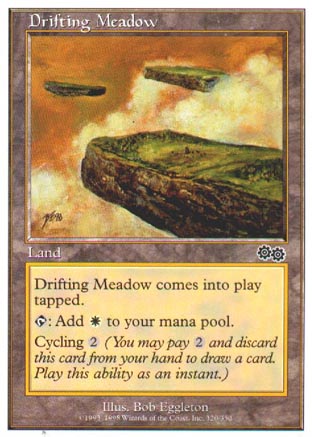 Drifting Meadow
Land
Drifting Meadow comes into play
tapped.
: Add to your mana pool.
Cycling 2 (You may pay 2 and discard
this card from your hand to draw a card.
Play this ability as an instant.)
Illus. Bob Eggleton